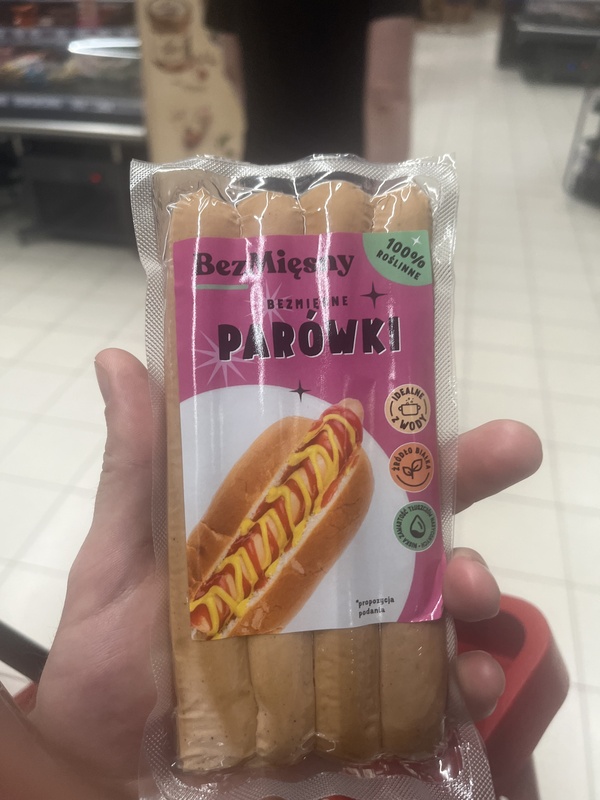 BezMięsny
100%
ROŚLINNE
BEZMIĘSNE
PARÓWKI
IDEALNE
Z WODY
ŹRÓDŁO BIAŁKA
*propozycja
podania